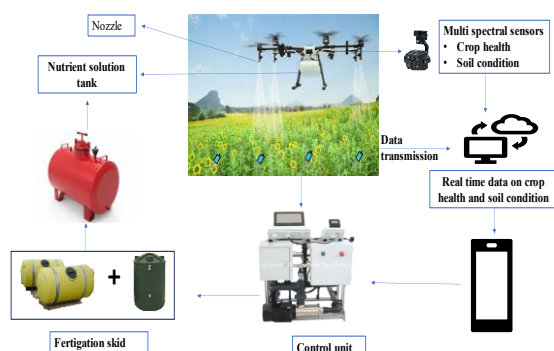 Nozzle
Nutrient solution
tank
Multi spectral sensors
• Crop health
• Soil condition
Data
transmission
Real time data on crop
health and soil condition
+
Fertigation skid
Control unit